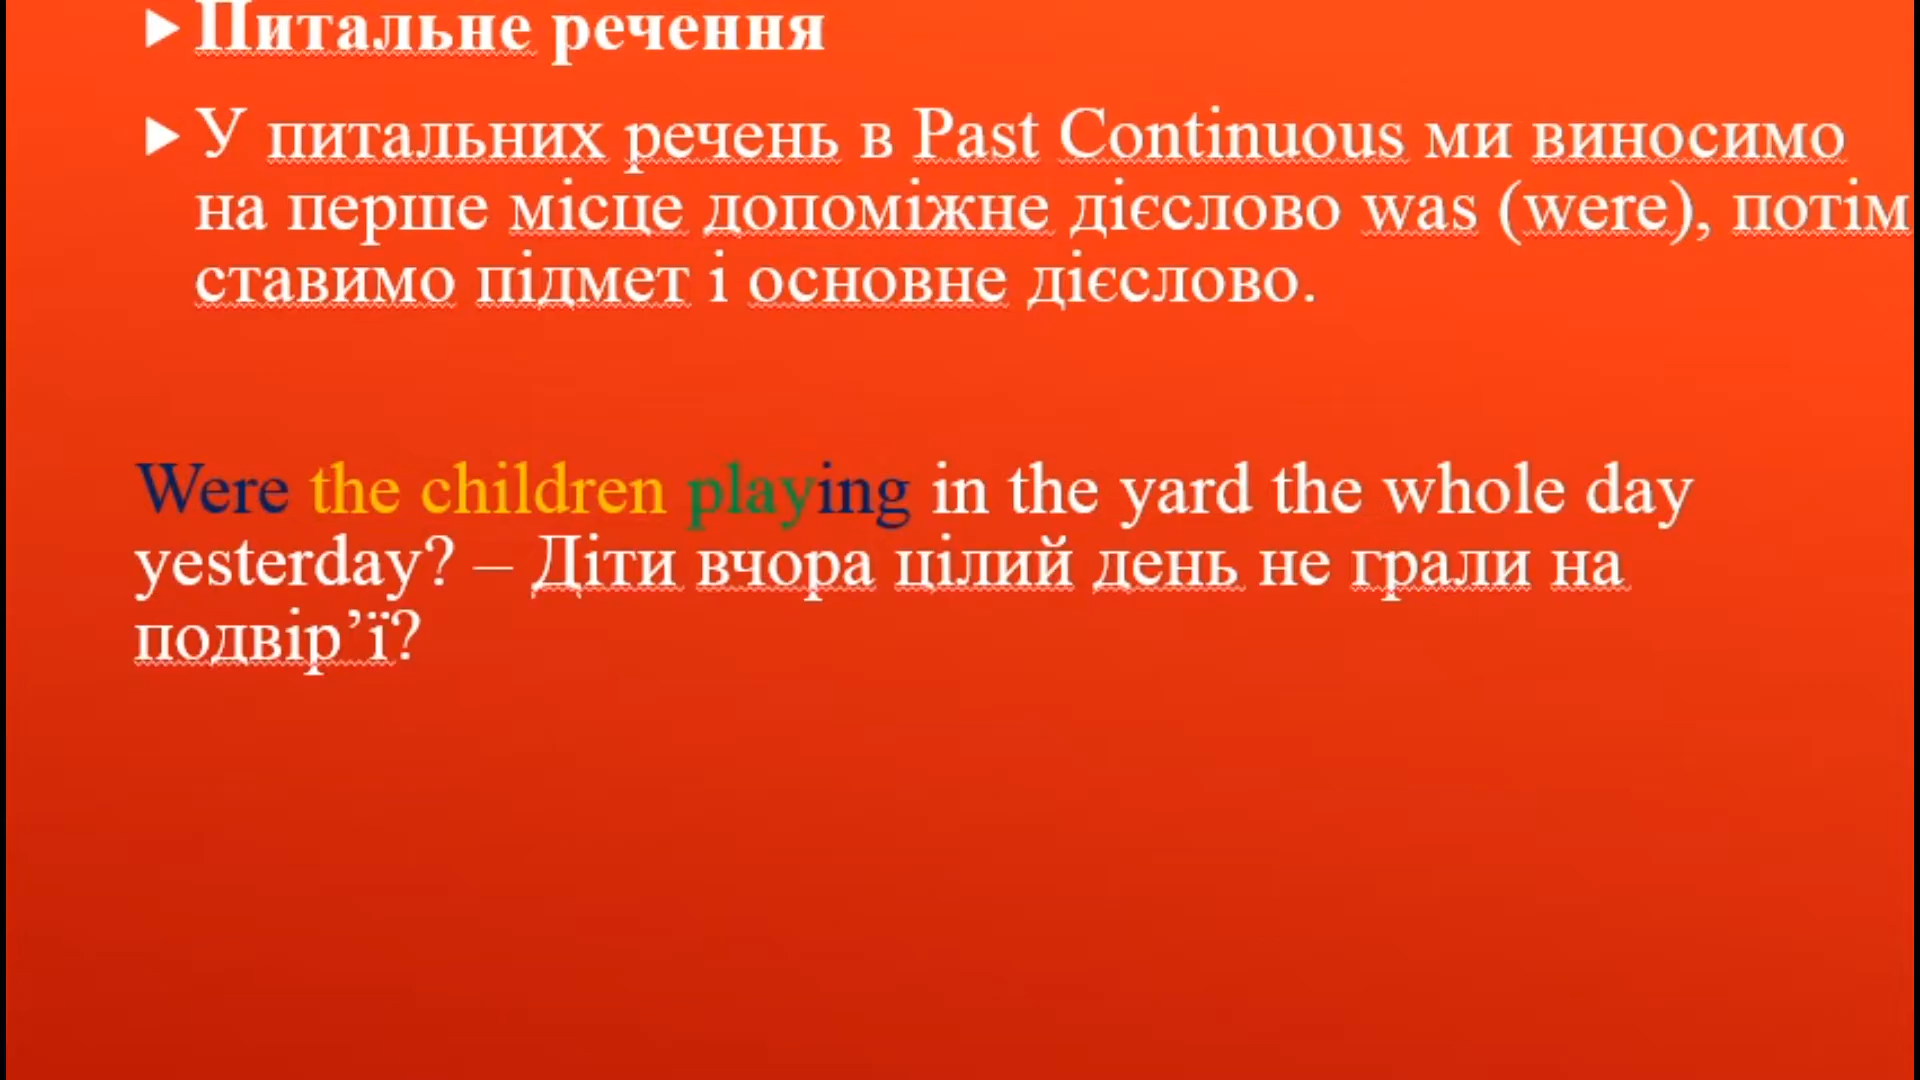 Питальне речення
У питальних речень в Past Continuous ми виносимо
на перше місце допоміжне дієслово was (were), потім
ставимо підмет і основне дієслово.
Were the children playing in the yard the whole day
yesterday? – Діти вчора цілий день не грали на
подвір’ї?